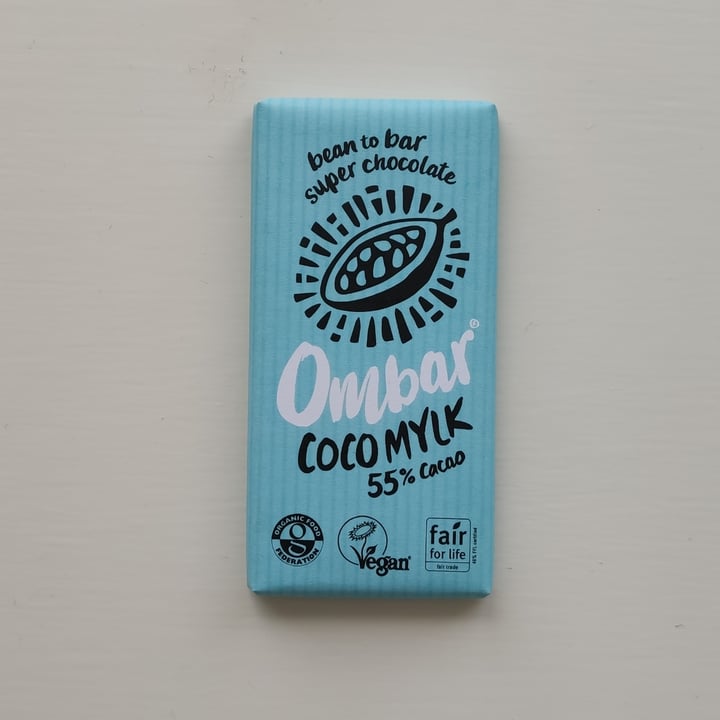 bean to bar
super chocolate
Ombar®
COCO MYLK
55% Cacao
ORGANIC FOOD
FEDERATION
Vegan
fair
for life
fair trade